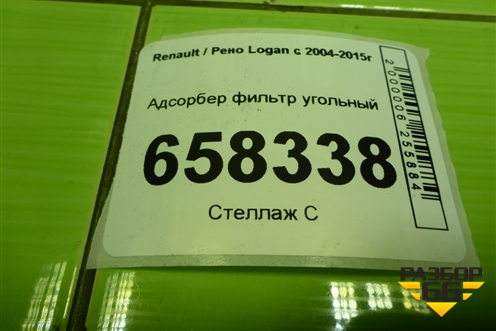 Renault / Рено Logan с 2004-2015г
Адсорбер фильтр угольный
658338
Стеллаж С
2000006255884
РАЗБОР
66